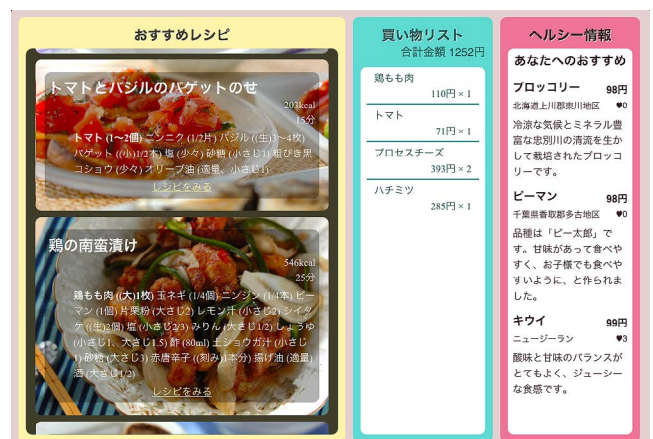 おすすめレシピ
トマトとバジルのバゲットのせ
203kcal
15分
トマト (1〜2個) ニンニク (1/2片) バジル ((生)3〜4枚)
バゲット ((小)1/2本) 塩 (少々) 砂糖 (小さじ1) 粗びき黒
コショウ (少々) オリーブ油 (適量、小さじ1)
レシピをみる
鶏の南蛮漬け
546kcal
25分
鶏もも肉 ((大)1枚) 玉ネギ (1/4個) ニンジン (1/4本) ピー
マン (1個) 片栗粉 (大さじ2) レモン汁 (小さじ2) シイタ
ケ ((生)2個) 塩 (小さじ2/3) みりん (大さじ1/2) しょうゆ
(小さじ1、大さじ1.5) 酢 (80ml) 土ショウガ汁 (小さじ
1) 砂糖 (大さじ3) 赤唐辛子 ((刻み)1本分) 揚げ油 (適量)
酒 (大さじ1/2)
レシピをみる
買い物リスト
合計金額 1252円
鶏もも肉
110円 × 1
トマト
71円 × 1
プロセスチーズ
393円 × 2
ハチミツ
285円 × 1
ヘルシー情報
あなたへのおすすめ
ブロッコリー 98円
北海道上川郡東川地区 ♥0
冷涼な気候とミネラル豊
富な忠別川の清流を生か
して栽培されたブロッコ
リーです。
ピーマン 98円
千葉県香取郡多古地区 ♥0
品種は「ピー太郎」で
す。甘味があって食べや
すく、お子様でも食べや
すいように、と作られま
した。
キウイ 99円
ニュージーラン ♥3
酸味と甘味のバランスが
とてもよく、ジューシー
な食感です。